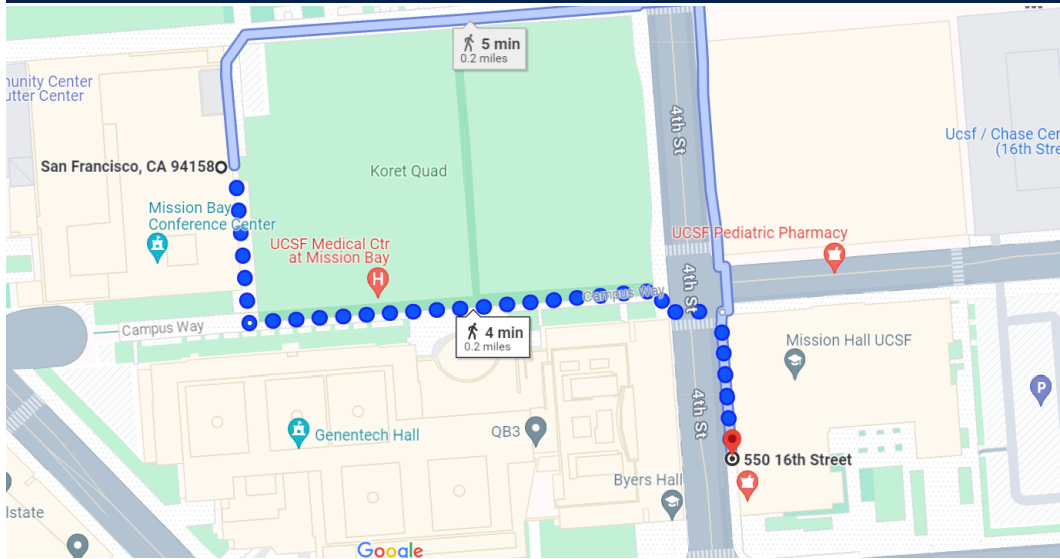 5 min
0.2 miles
4th St
unity Center
utter Center
San Francisco, CA 94158
Koret Quad
Ucsf / Chase Cen
(16th Stre
Mission Bay
Conference Center
UCSF Medical Ctr
at Mission Bay
H
UCSF Pediatric Pharmacy
4th St
Campus Way
Campus Way
4 min
0.2 miles
Mission Hall UCSF
P
4th St
Genentech Hall
QB3
550 16th Street
Byers Hall
lstate
Google